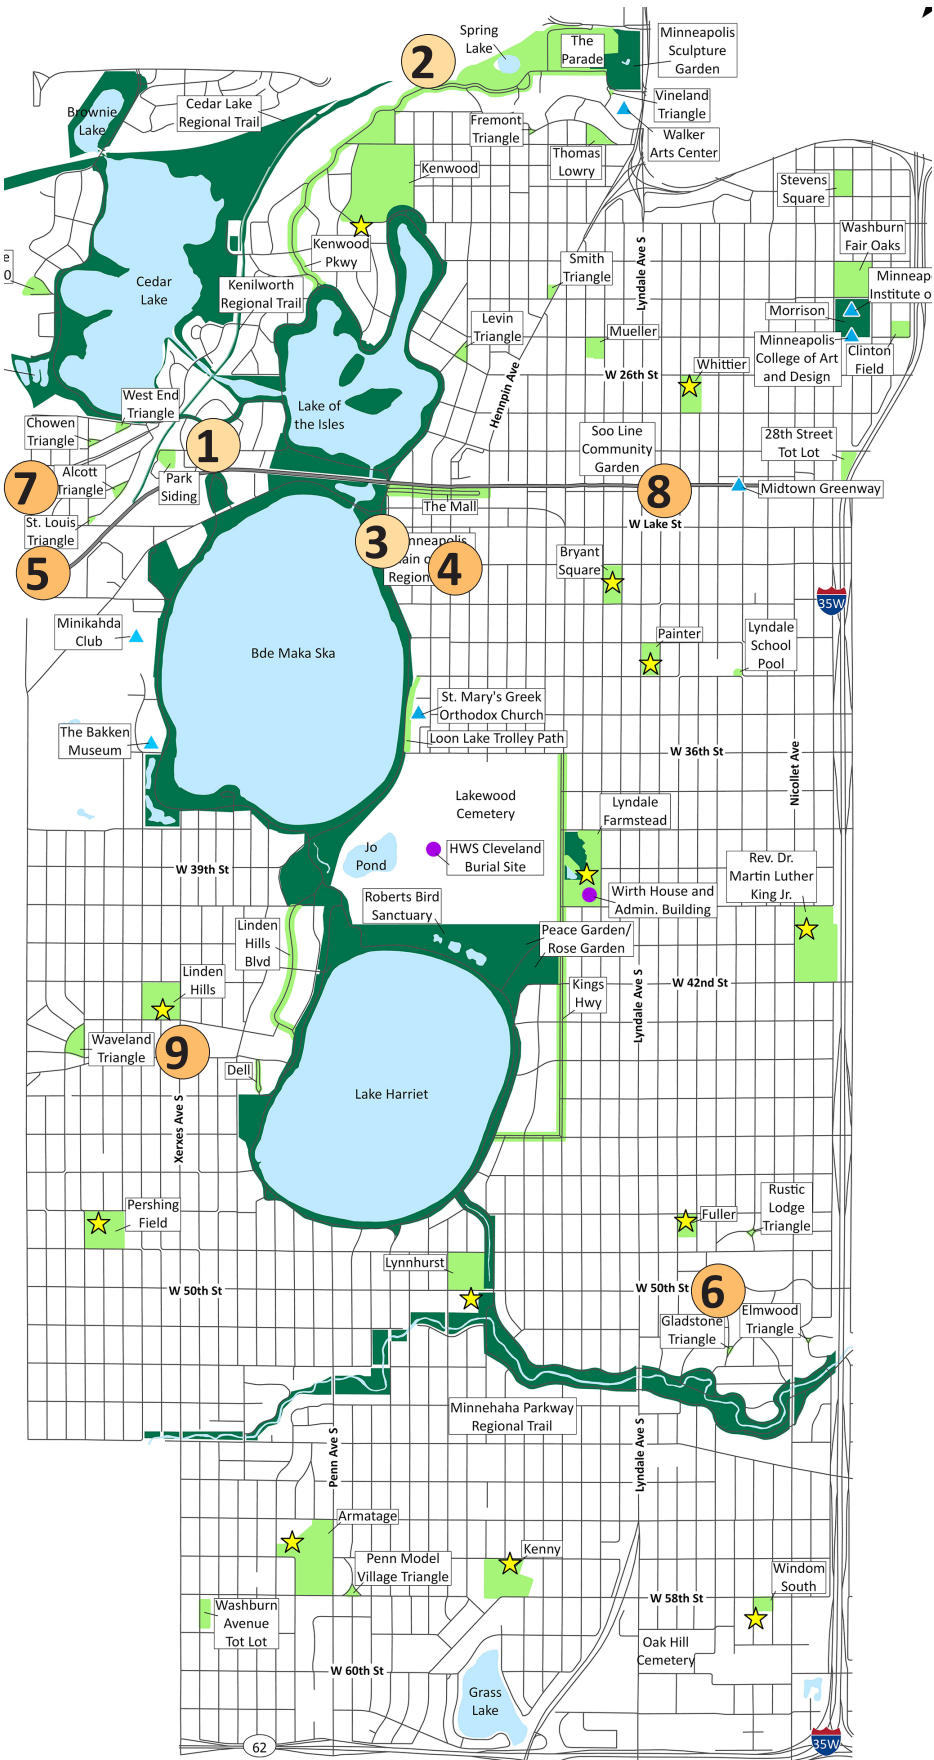 Spring
Lake
The
Parade
Minneapolis
Sculpture
Garden
2
Brownie
Lake
Cedar Lake
Regional Trail
Vineland
Triangle
Fremont
Triangle
Walker
Arts Center
Thomas
Lowry
Kenwood
Stevens
Square
Washburn
Fair Oaks
Kenwood
Pkwy
Smith
Triangle
Lyndale Ave S
e
0
Cedar
Lake
Kenilworth
Regional Trail
Minneap
Institute o
Morrison
Levin
Triangle
Mueller
Minneapolis
College of Art
and Design
Clinton
Field
Whittier
W 26th St
Hennpin Ave
West End
Triangle
Lake of
the Isles
Chowen
Triangle
1
Soo Line
Community
Garden
28th Street
Tot Lot
7
Alcott
Triangle
Park
Siding
8
Midtown Greenway
The Mall
St. Louis
Triangle
W Lake St
3
nneapolis
ain o
Region
4
5
Bryant
Square
35W
Minikahda
Club
Bde Maka Ska
Painter
Lyndale
School
Pool
St. Mary's Greek
Orthodox Church
The Bakken
Museum
Loon Lake Trolley Path
W 36th St
Nicollet Ave
Lakewood
Cemetery
Lyndale
Farmstead
Jo
Pond
HWS Cleveland
Burial Site
W 39th St
Rev. Dr.
Martin Luther
King Jr.
Roberts Bird
Sanctuary
Wirth House and
Admin. Building
Linden
Hills
Blvd
Peace Garden/
Rose Garden
Linden
Hills
Kings
Hwy
Lyndale Ave S
W 42nd St
Waveland
Triangle
9
Dell
Lake Harriet
Xerxes Ave S
Pershing
Field
Fuller
Rustic
Lodge
Triangle
Lynnhurst
W 50th St
W 50th St
6
Gladstone
Triangle
Elmwood
Triangle
Minnehaha Parkway
Regional Trail
Penn Ave S
Lyndale Ave S
Armatage
Kenny
Penn Model
Village Triangle
Windom
South
W 58th St
Washburn
Avenue
Tot Lot
Oak Hill
Cemetery
W 60th St
Grass
Lake
62
35W